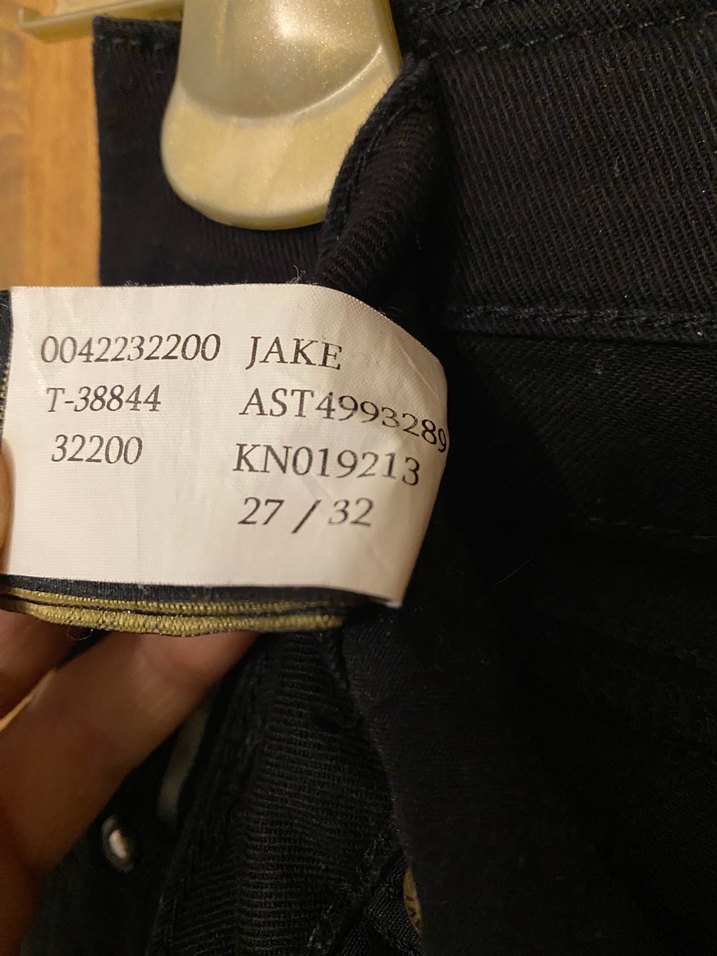 0042232200 JAKE
T-38844 AST4993289
32200 KN019213
27 / 32